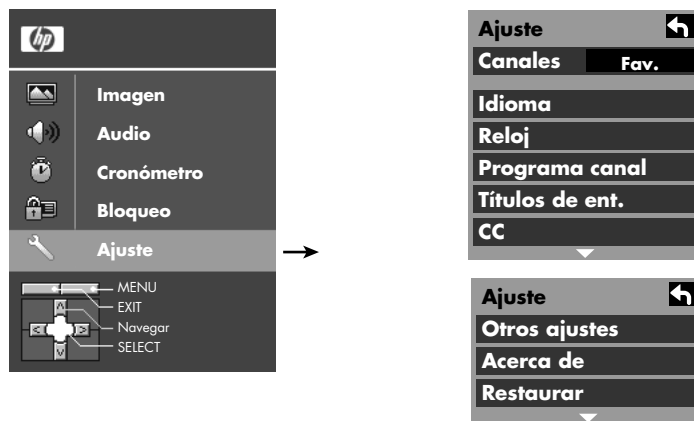 hp
Imagen
Audio
Cronómetro
Bloqueo
Ajuste
MENU
EXIT
Navegar
SELECT
Ajuste
Canales Fav.
Idioma
Reloj
Programa canal
Títulos de ent.
CC
Ajuste
Otros ajustes
Acerca de
Restaurar